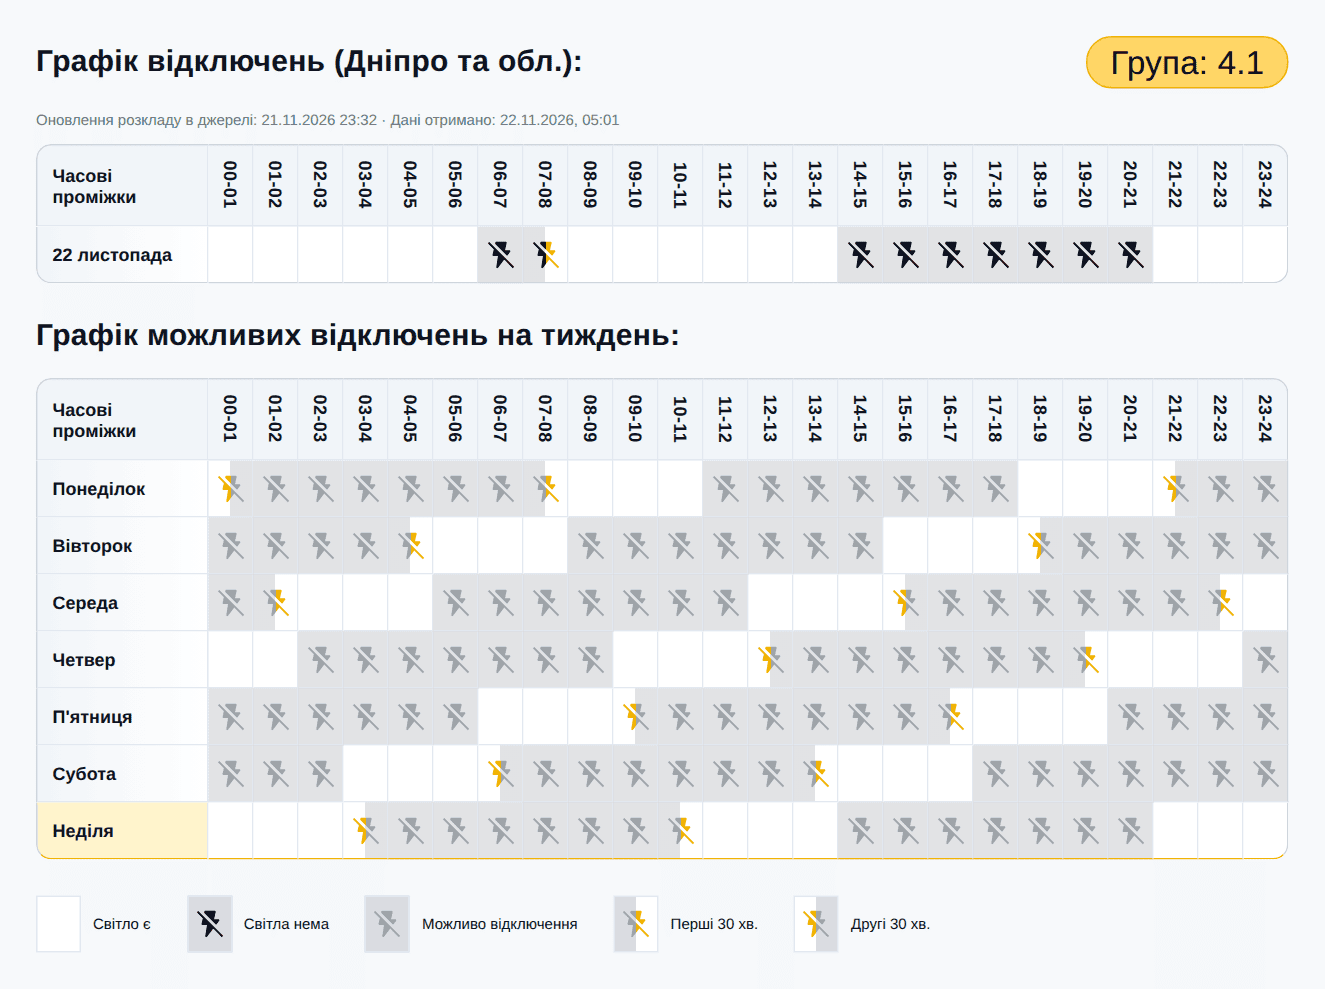 Графік відключень (Дніпро та обл.):
Група: 4.1
Оновлення розкладу в джерелі: 21.11.2026 23:32 · Дані отримано: 22.11.2026, 05:01
Часові
проміжки
00-01 01-02 02-03 03-04 04-05 05-06 06-07 07-08 08-09 09-10 10-11 11-12 12-13 13-14 14-15 15-16 16-17 17-18 18-19 19-20 20-21 21-22 22-23 23-24
22 листопада
Графік можливих відключень на тиждень:
Часові
проміжки
00-01 01-02 02-03 03-04 04-05 05-06 06-07 07-08 08-09 09-10 10-11 11-12 12-13 13-14 14-15 15-16 16-17 17-18 18-19 19-20 20-21 21-22 22-23 23-24
Понеділок
Вівторок
Середа
Четвер
П'ятниця
Субота
Неділя
Світло є
Світла нема
Можливо відключення
Перші 30 хв.
Другі 30 хв.